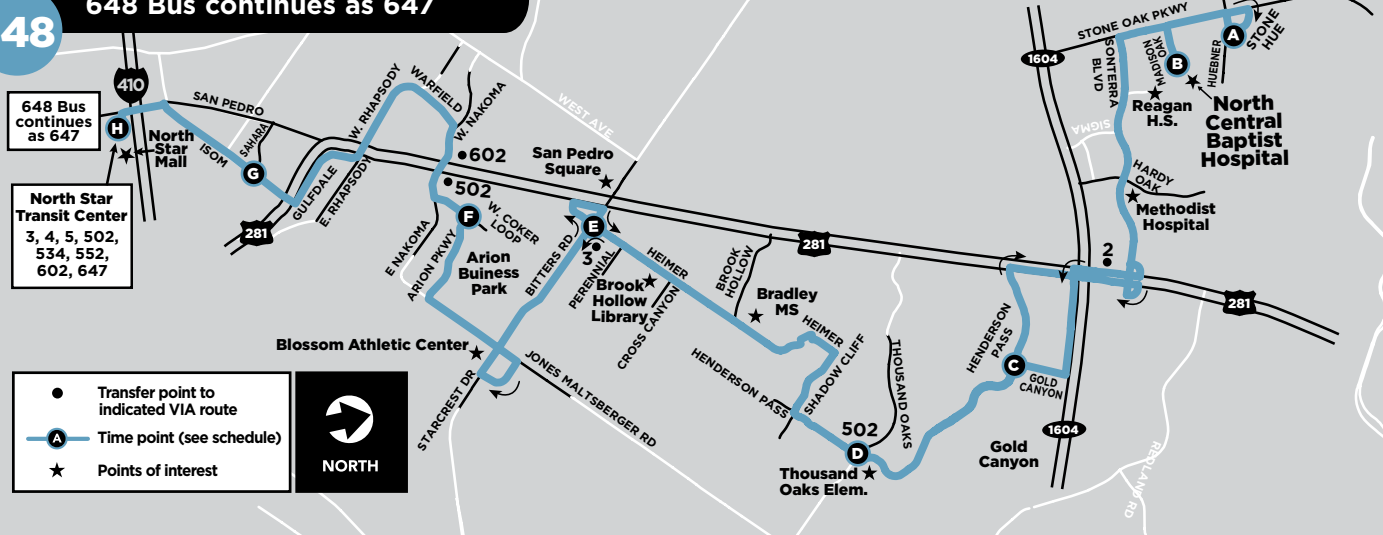 648 Bus continues as 647
48
410
648 Bus
continues
as 647
H
North
Star
Mall
North Star
Transit Center
3, 4, 5, 502,
534, 552,
602, 647
SAN PEDRO
ISOM
SAHARA
G
281
GULFDALE
E. RHAPSODY
W. RHAPSODY
WARFIELD
W. NAKOMA
602
502
F
W. COKER
LOOP
E NAKOMA
ARION PKWY
Arion
Buiness
Park
WEST AVE
San Pedro
Square
E
3
BITTERS RD
PERENNIAL
HEIMER
Brook
Hollow
Library
CROSS CANYON
BROOK
HOLLOW
281
Bradley
MS
HEIMER
SHADOW CLIFF
HENDERSON PASS
Blossom Athletic Center
STARCREST DR
JONES MALTSBERGER RD
THOUSAND OAKS
502
D
Thousand
Oaks Elem.
HENDERSON
PASS
C
GOLD
CANYON
Gold
Canyon
1604
REDLAND RD
2
281
1604
STONE OAK PKWY
SONTERRA
BLVD
MADISON
OAK
B
HUEBNER
A
STONE
HUE
Reagan
H.S.
North
Central
Baptist
Hospital
SIGMA
HARDY
OAK
Methodist
Hospital
Transfer point to
indicated VIA route
A
Time point (see schedule)
Points of interest
NORTH